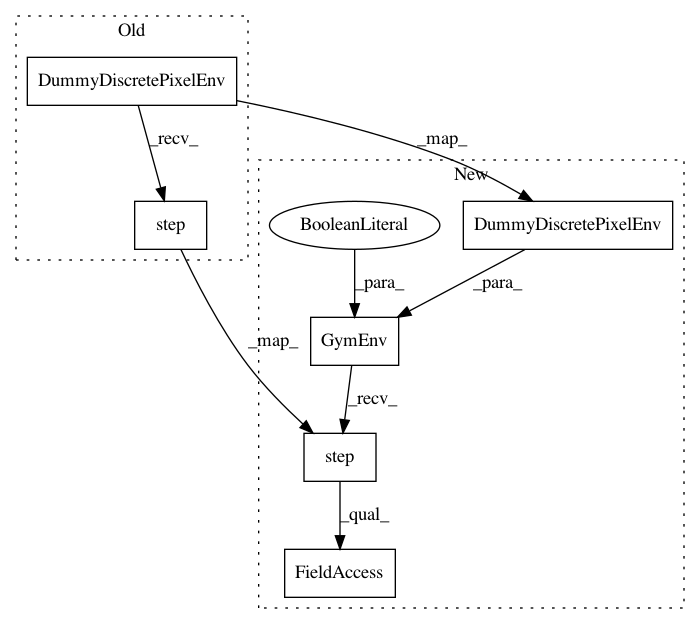 Old
DummyDiscretePixelEnv
_recv_
_map_
New
step
BooleanLiteral
DummyDiscretePixelEnv
_para_
_para_
GymEnv
_map_
_recv_
step
_qual_
FieldAccess